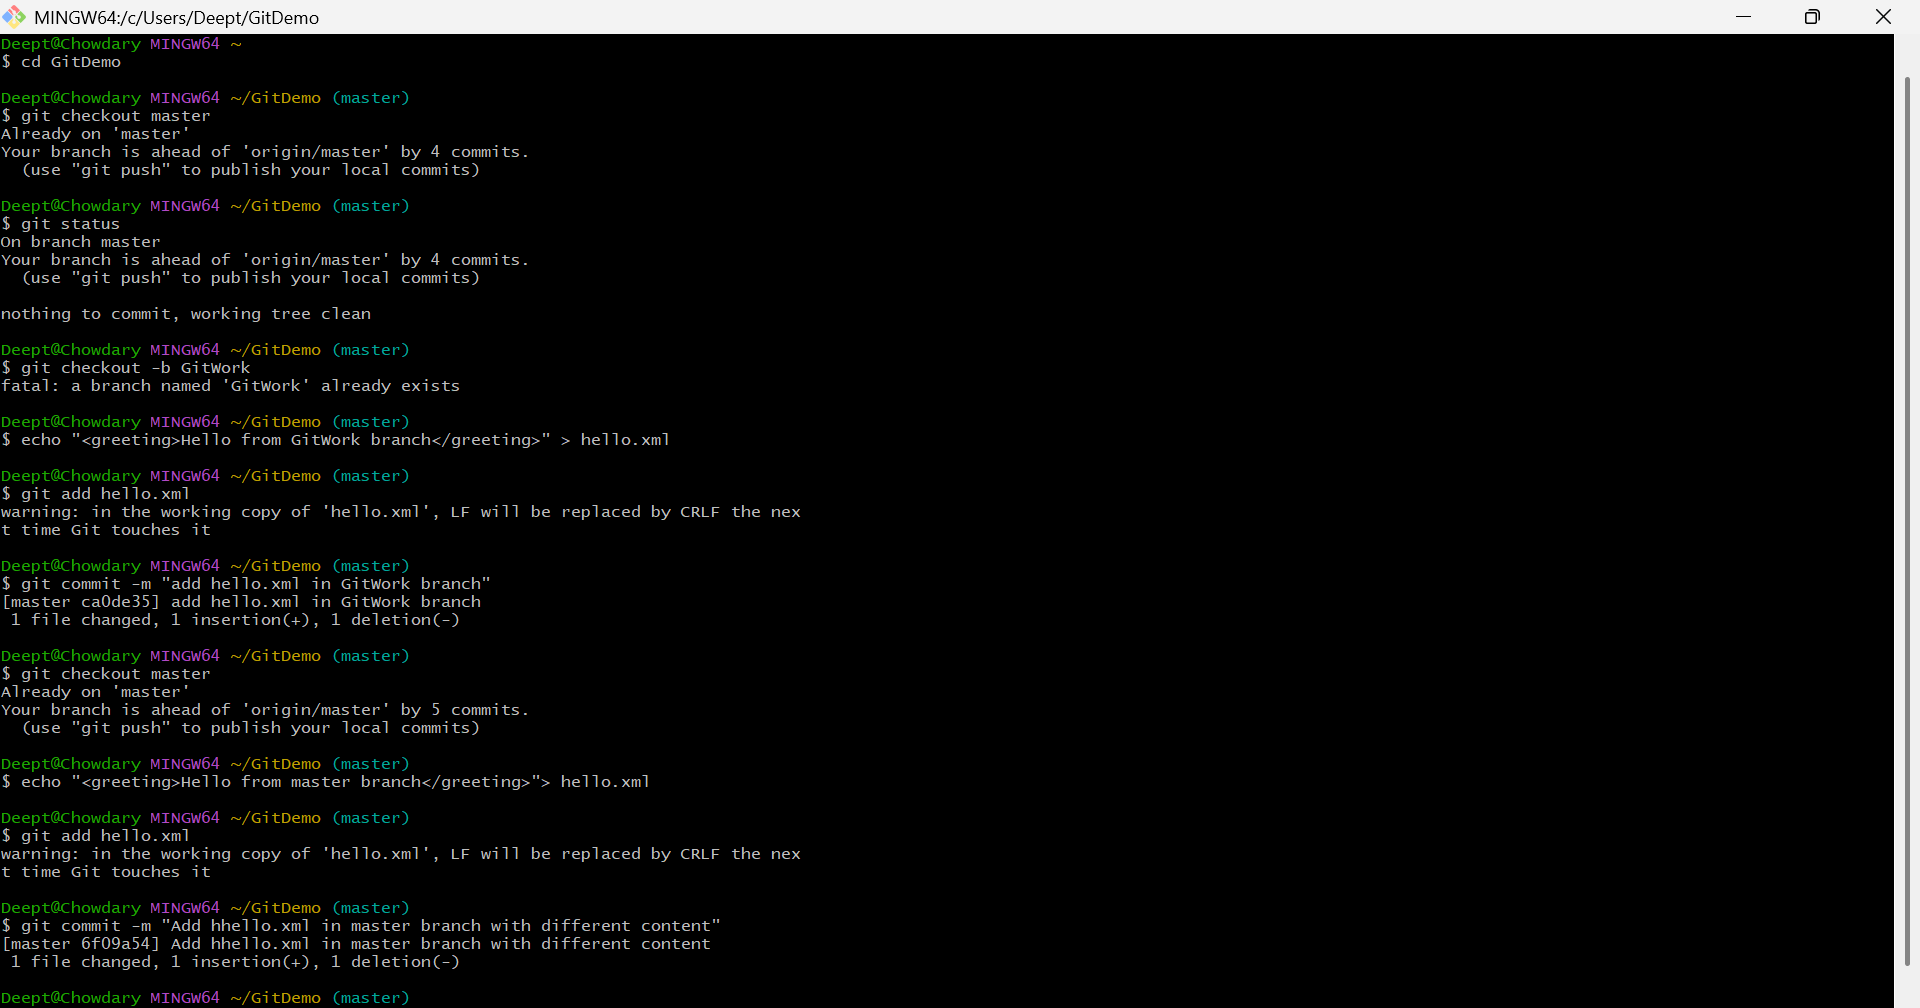 MINGW64:/c/Users/Deept/GitDemo
Deept@Chowdary MINGW64 ~
$ cd GitDemo
Deept@Chowdary MINGW64 ~/GitDemo (master)
$ git checkout master
Already on 'master'
Your branch is ahead of 'origin/master' by 4 commits.
  (use "git push" to publish your local commits)
Deept@Chowdary MINGW64 ~/GitDemo (master)
$ git status
On branch master
Your branch is ahead of 'origin/master' by 4 commits.
  (use "git push" to publish your local commits)
nothing to commit, working tree clean
Deept@Chowdary MINGW64 ~/GitDemo (master)
$ git checkout -b GitWork
fatal: a branch named 'GitWork' already exists
Deept@Chowdary MINGW64 ~/GitDemo (master)
$ echo "<greeting>Hello from GitWork branch</greeting>" > hello.xml
Deept@Chowdary MINGW64 ~/GitDemo (master)
$ git add hello.xml
warning: in the working copy of 'hello.xml', LF will be replaced by CRLF the nex
t time Git touches it
Deept@Chowdary MINGW64 ~/GitDemo (master)
$ git commit -m "add hello.xml in GitWork branch"
[master ca0de35] add hello.xml in GitWork branch
 1 file changed, 1 insertion(+), 1 deletion(-)
Deept@Chowdary MINGW64 ~/GitDemo (master)
$ git checkout master
Already on 'master'
Your branch is ahead of 'origin/master' by 5 commits.
  (use "git push" to publish your local commits)
Deept@Chowdary MINGW64 ~/GitDemo (master)
$ echo "<greeting>Hello from master branch</greeting>"> hello.xml
Deept@Chowdary MINGW64 ~/GitDemo (master)
$ git add hello.xml
warning: in the working copy of 'hello.xml', LF will be replaced by CRLF the nex
t time Git touches it
Deept@Chowdary MINGW64 ~/GitDemo (master)
$ git commit -m "Add hhello.xml in master branch with different content"
[master 6f09a54] Add hhello.xml in master branch with different content
 1 file changed, 1 insertion(+), 1 deletion(-)
Deept@Chowdary MINGW64 ~/GitDemo (master)